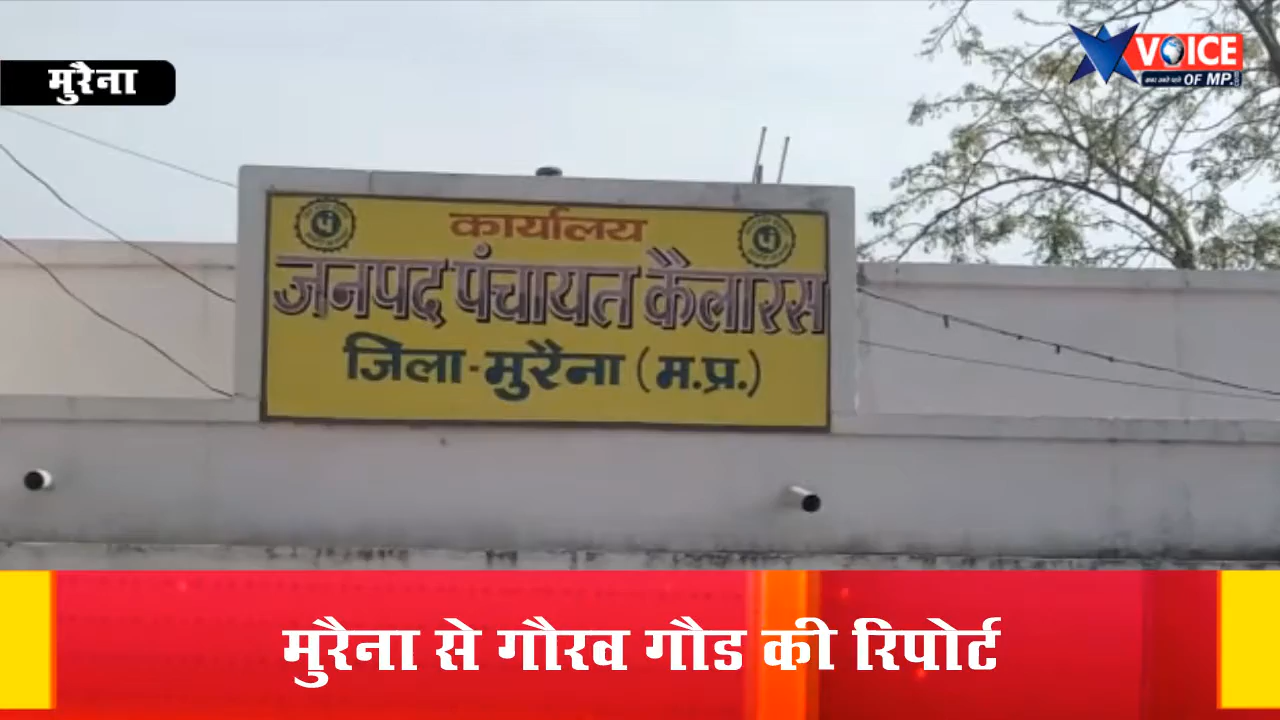 मुरैना
VOICE
OF MP.
कार्यालय
जनपद पंचायत कैलारस
जिला-मुरैना (म.प्र.)
मुरैना से गौरव गौड की रिपोर्ट